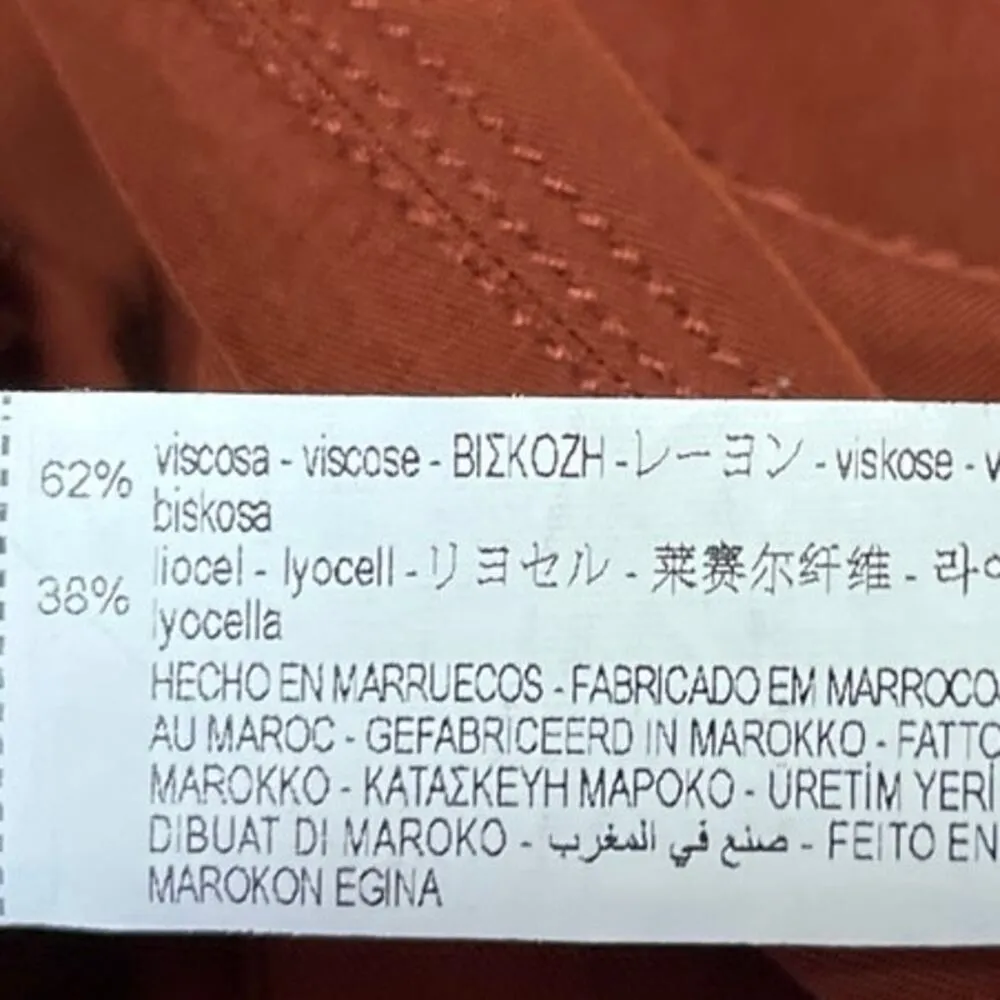 62% viscosa - viscose - ΒΙΣΚΟΖΗ - レーヨン - viskose -
biskosa
38% liocel - lyocell - リヨセル - 莱赛尔纤维 -
lyocella
HECHO EN MARRUECOS - FABRICADO EM MARROCOS
AU MAROC - GEFABRICEERD IN MAROKKO - FATTO
MAROKKO - ΚΑΤΑΣΚΕΥΗ ΜΑΡΟΚΟ - ÜRETİM YERİ
DIBUAT DI MAROKO - صنع في المغرب - FEITO EN
MAROKON EGINA